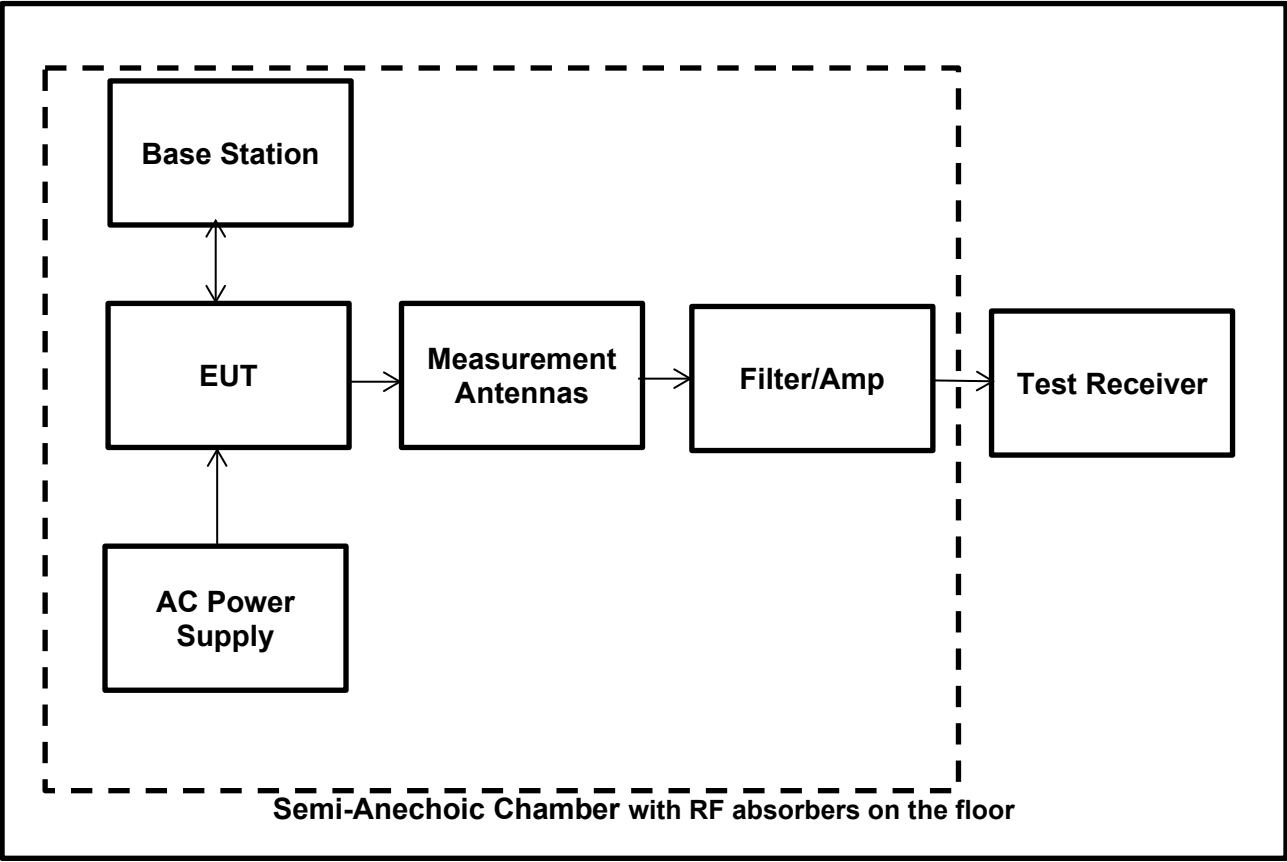 Base Station
EUT
Measurement
Antennas
Filter/Amp
Test Receiver
AC Power
Supply
Semi-Anechoic Chamber with RF absorbers on the floor